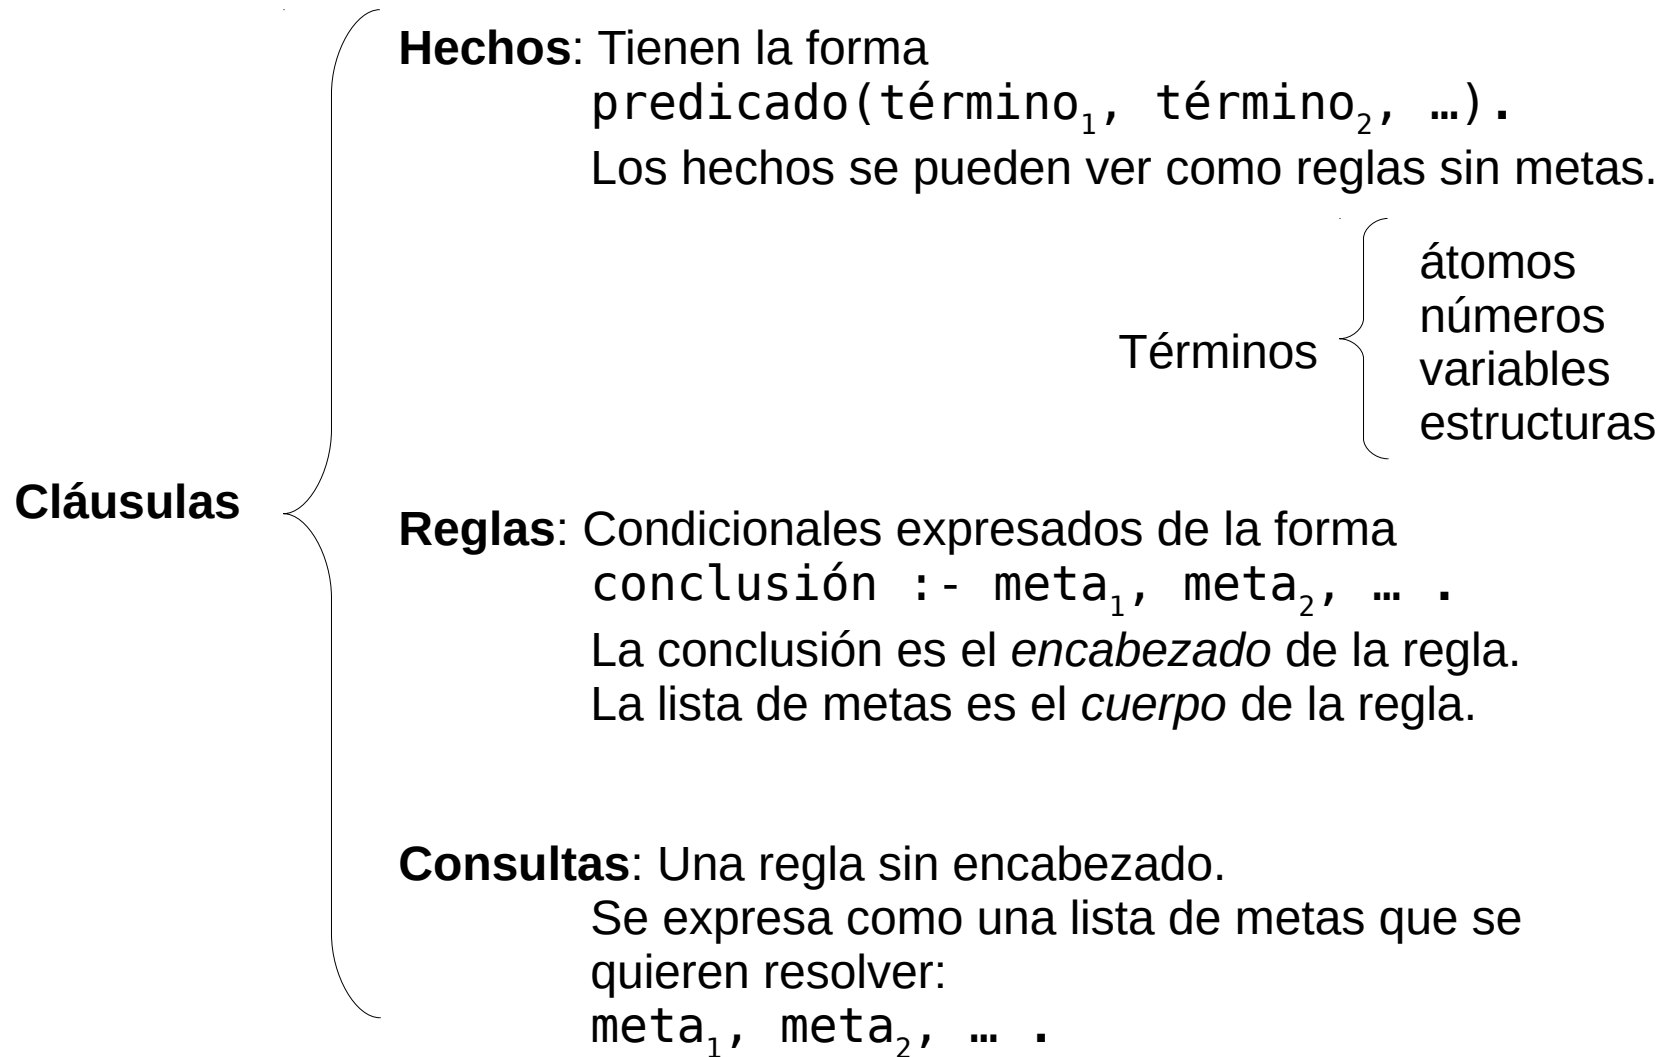 Hechos: Tienen la forma
predicado(término₁, término₂, …).
Los hechos se pueden ver como reglas sin metas.
Términos
átomos
números
variables
estructuras
Cláusulas
Reglas: Condicionales expresados de la forma
conclusión :- meta₁, meta₂, … .
La conclusión es el encabezado de la regla.
La lista de metas es el cuerpo de la regla.
Consultas: Una regla sin encabezado.
Se expresa como una lista de metas que se
quieren resolver:
meta₁, meta₂, … .